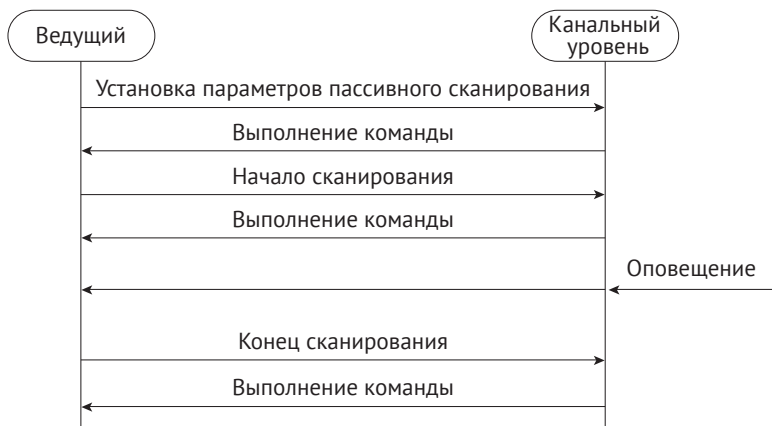 Ведущий
Канальный
уровень
Установка параметров пассивного сканирования
Выполнение команды
Начало сканирования
Выполнение команды
Оповещение
Конец сканирования
Выполнение команды